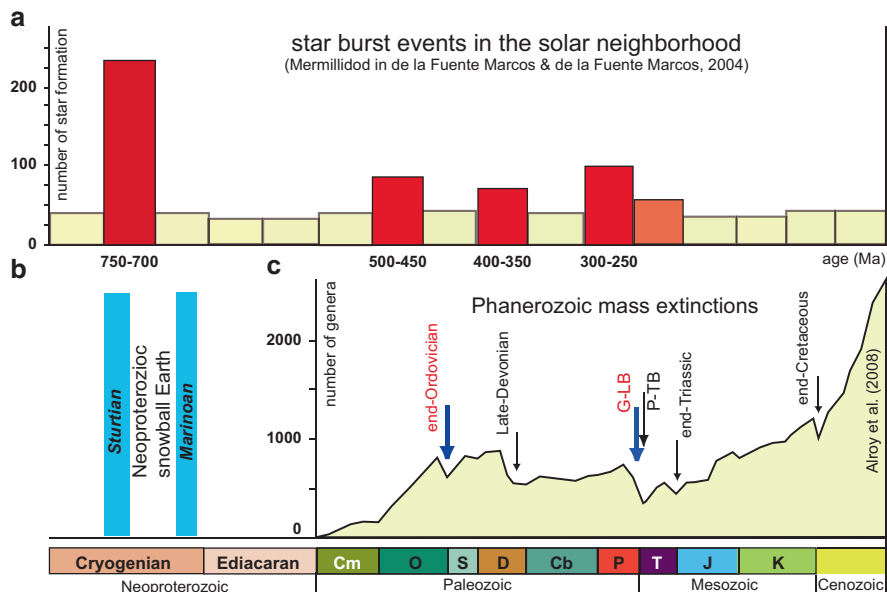 a
star burst events in the solar neighborhood
(Mermillidod in de la Fuente Marcos & de la Fuente Marcos, 2004)
number of star formation
200
100
0
750-700
500-450
400-350
300-250
age (Ma)
b
Sturtian
Neoproterozioc
snowball Earth
Marinoan
c
Phanerozoic mass extinctions
number of genera
2000
1000
0
end-Ordovician
Late-Devonian
G-LB
P-TB
end-Triassic
end-Cretaceous
Alroy et al. (2008)
Cryogenian
Ediacaran
Cm
O
S
D
Cb
P
T
J
K
Neoproterozoic
Paleozoic
Mesozoic
Cenozoic